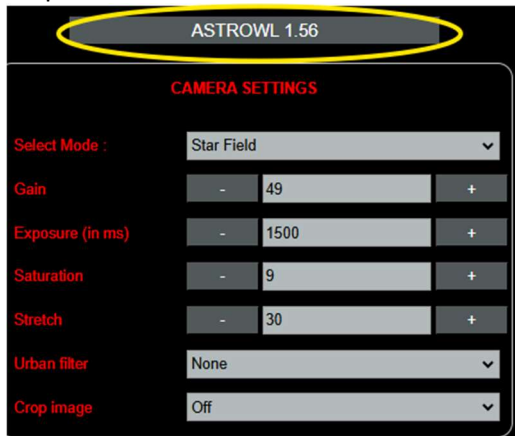 ASTROWL 1.56
CAMERA SETTINGS
Select Mode : Star Field
Gain - 49 +
Exposure (in ms) - 1500 +
Saturation - 9 +
Stretch - 30 +
Urban filter None
Crop image Off